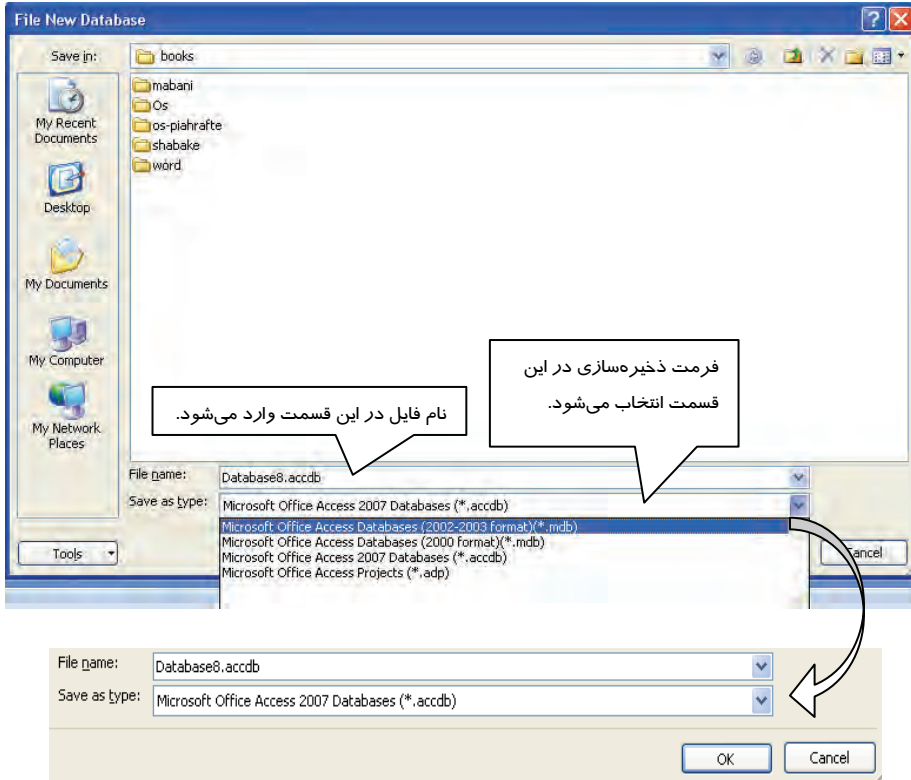 File New Database
Save in:
books
mabani
Os
os-piahrafte
shabake
word
My Recent
Documents
Desktop
My Documents
My Computer
My Network
Places
فرمت ذخیره‌سازی در این
قسمت انتخاب می‌شود.
نام فایل در این قسمت وارد می‌شود.
File name:
Database8.accdb
Save as type:
Microsoft Office Access 2007 Databases (*.accdb)
Microsoft Office Access Databases (2002-2003 format)(*.mdb)
Microsoft Office Access Databases (2000 format)(*.mdb)
Microsoft Office Access 2007 Databases (*.accdb)
Microsoft Office Access Projects (*.adp)
Tools
Cancel
File name:
Database8.accdb
Save as type:
Microsoft Office Access 2007 Databases (*.accdb)
OK
Cancel